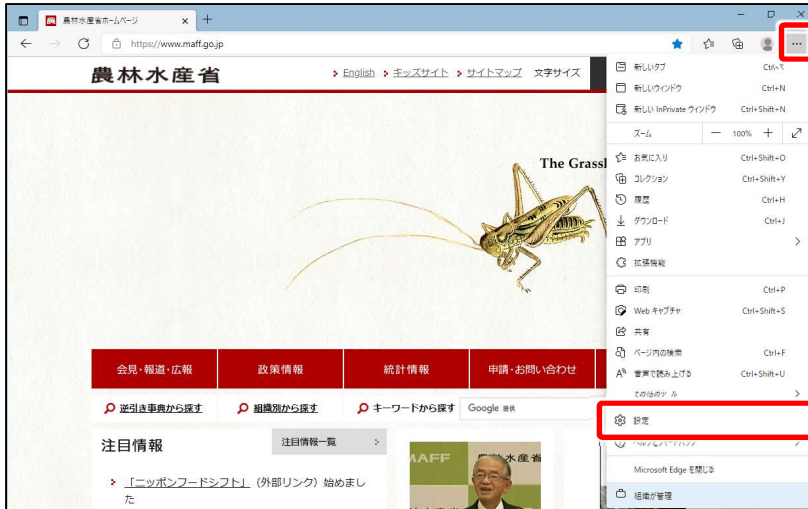 農林水産省ホームページ
https://www.maff.go.jp
農林水産省
English キッズサイト サイトマップ 文字サイズ
The Grassl
会見・報道・広報 政策情報 統計情報 申請・お問い合わせ
逆引き事典から探す 組織別から探す キーワードから探す Google 提供
注目情報
注目情報一覧
「ニッポンフードシフト」（外部リンク）始めまし
た
MAFF 林水産省
新しいタブ
新しいウィンドウ Ctrl+N
新しい InPrivate ウィンドウ Ctrl+Shift+N
ズーム 100%
お気に入り Ctrl+Shift+O
コレクション Ctrl+Shift+Y
履歴 Ctrl+H
ダウンロード Ctrl+J
アプリ
拡張機能
印刷 Ctrl+P
Web キャプチャ Ctrl+Shift+S
共有
ページ内の検索 Ctrl+F
音声で読み上げる Ctrl+Shift+U
その他のツール
設定
Microsoft Edge を閉じる
組織が管理